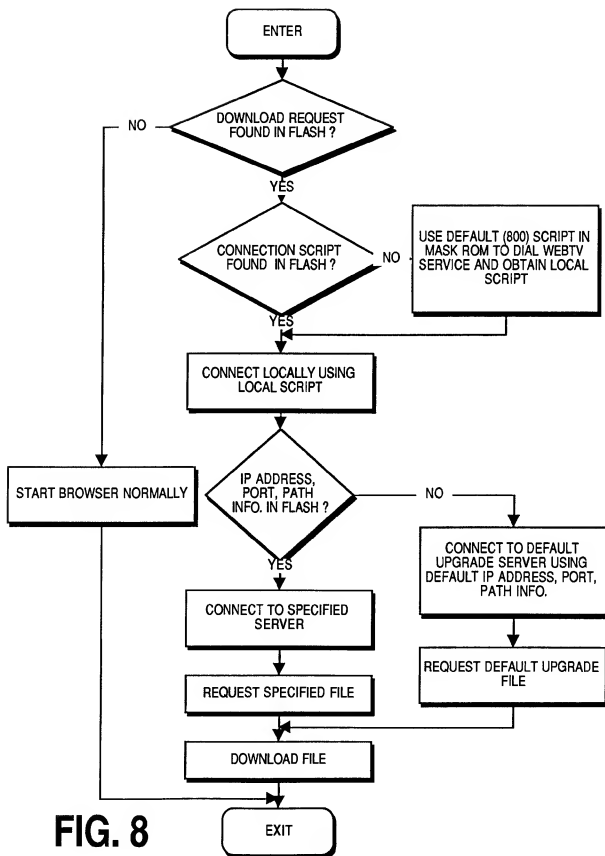 ENTER
DOWNLOAD REQUEST
FOUND IN FLASH ?
NO
YES
CONNECTION SCRIPT
FOUND IN FLASH ?
NO
USE DEFAULT (800) SCRIPT IN
MASK ROM TO DIAL WEBTV
SERVICE AND OBTAIN LOCAL
SCRIPT
YES
CONNECT LOCALLY USING
LOCAL SCRIPT
START BROWSER NORMALLY
IP ADDRESS,
PORT, PATH
INFO. IN FLASH ?
NO
YES
CONNECT TO DEFAULT
UPGRADE SERVER USING
DEFAULT IP ADDRESS, PORT,
PATH INFO.
CONNECT TO SPECIFIED
SERVER
REQUEST SPECIFIED FILE
REQUEST DEFAULT UPGRADE
FILE
DOWNLOAD FILE
EXIT
FIG. 8